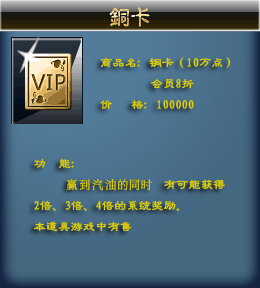 銅卡
VIP
商品名：铜卡（10万点）
会员8折
价 格：100000
功 能：
赢到汽油的同时 有可能获得
2倍、3倍、4倍的系统奖励。
本道具游戏中有售